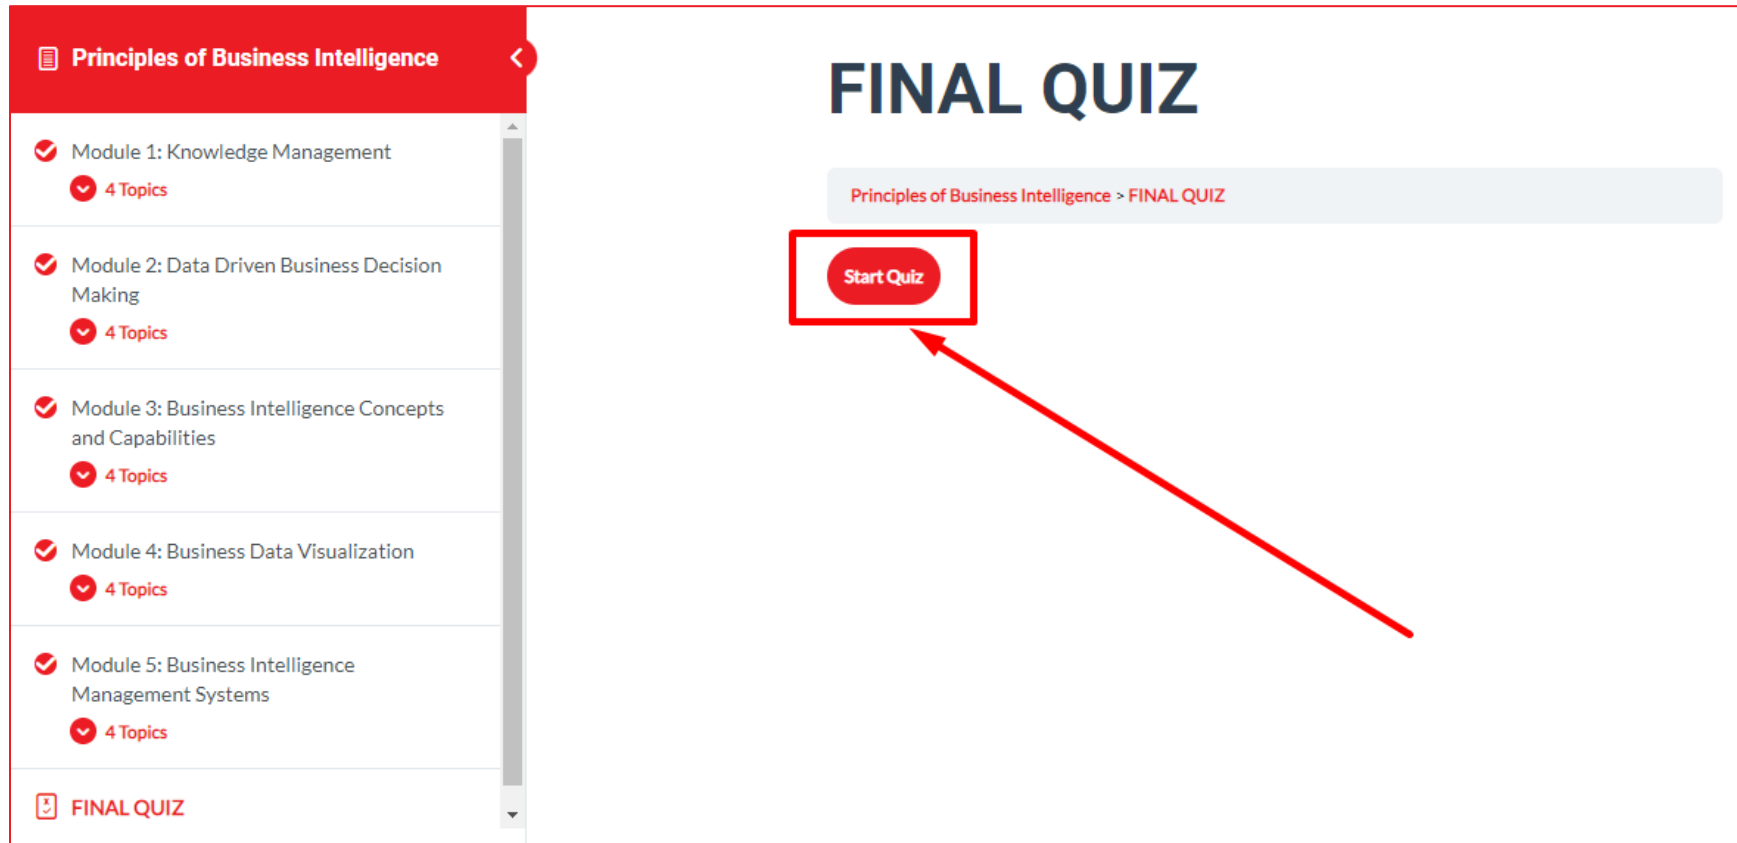 Principles of Business Intelligence
Module 1: Knowledge Management
4 Topics
Module 2: Data Driven Business Decision
Making
4 Topics
Module 3: Business Intelligence Concepts
and Capabilities
4 Topics
Module 4: Business Data Visualization
4 Topics
Module 5: Business Intelligence
Management Systems
4 Topics
FINAL QUIZ
FINAL QUIZ
Principles of Business Intelligence > FINAL QUIZ
Start Quiz